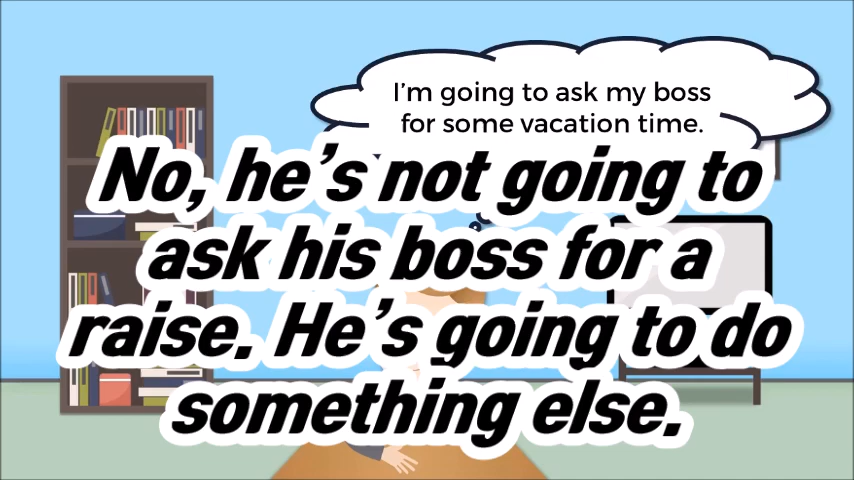 I'm going to ask my boss
for some vacation time.
No, he's not going to
ask his boss for a
raise. He's going to do
something else.